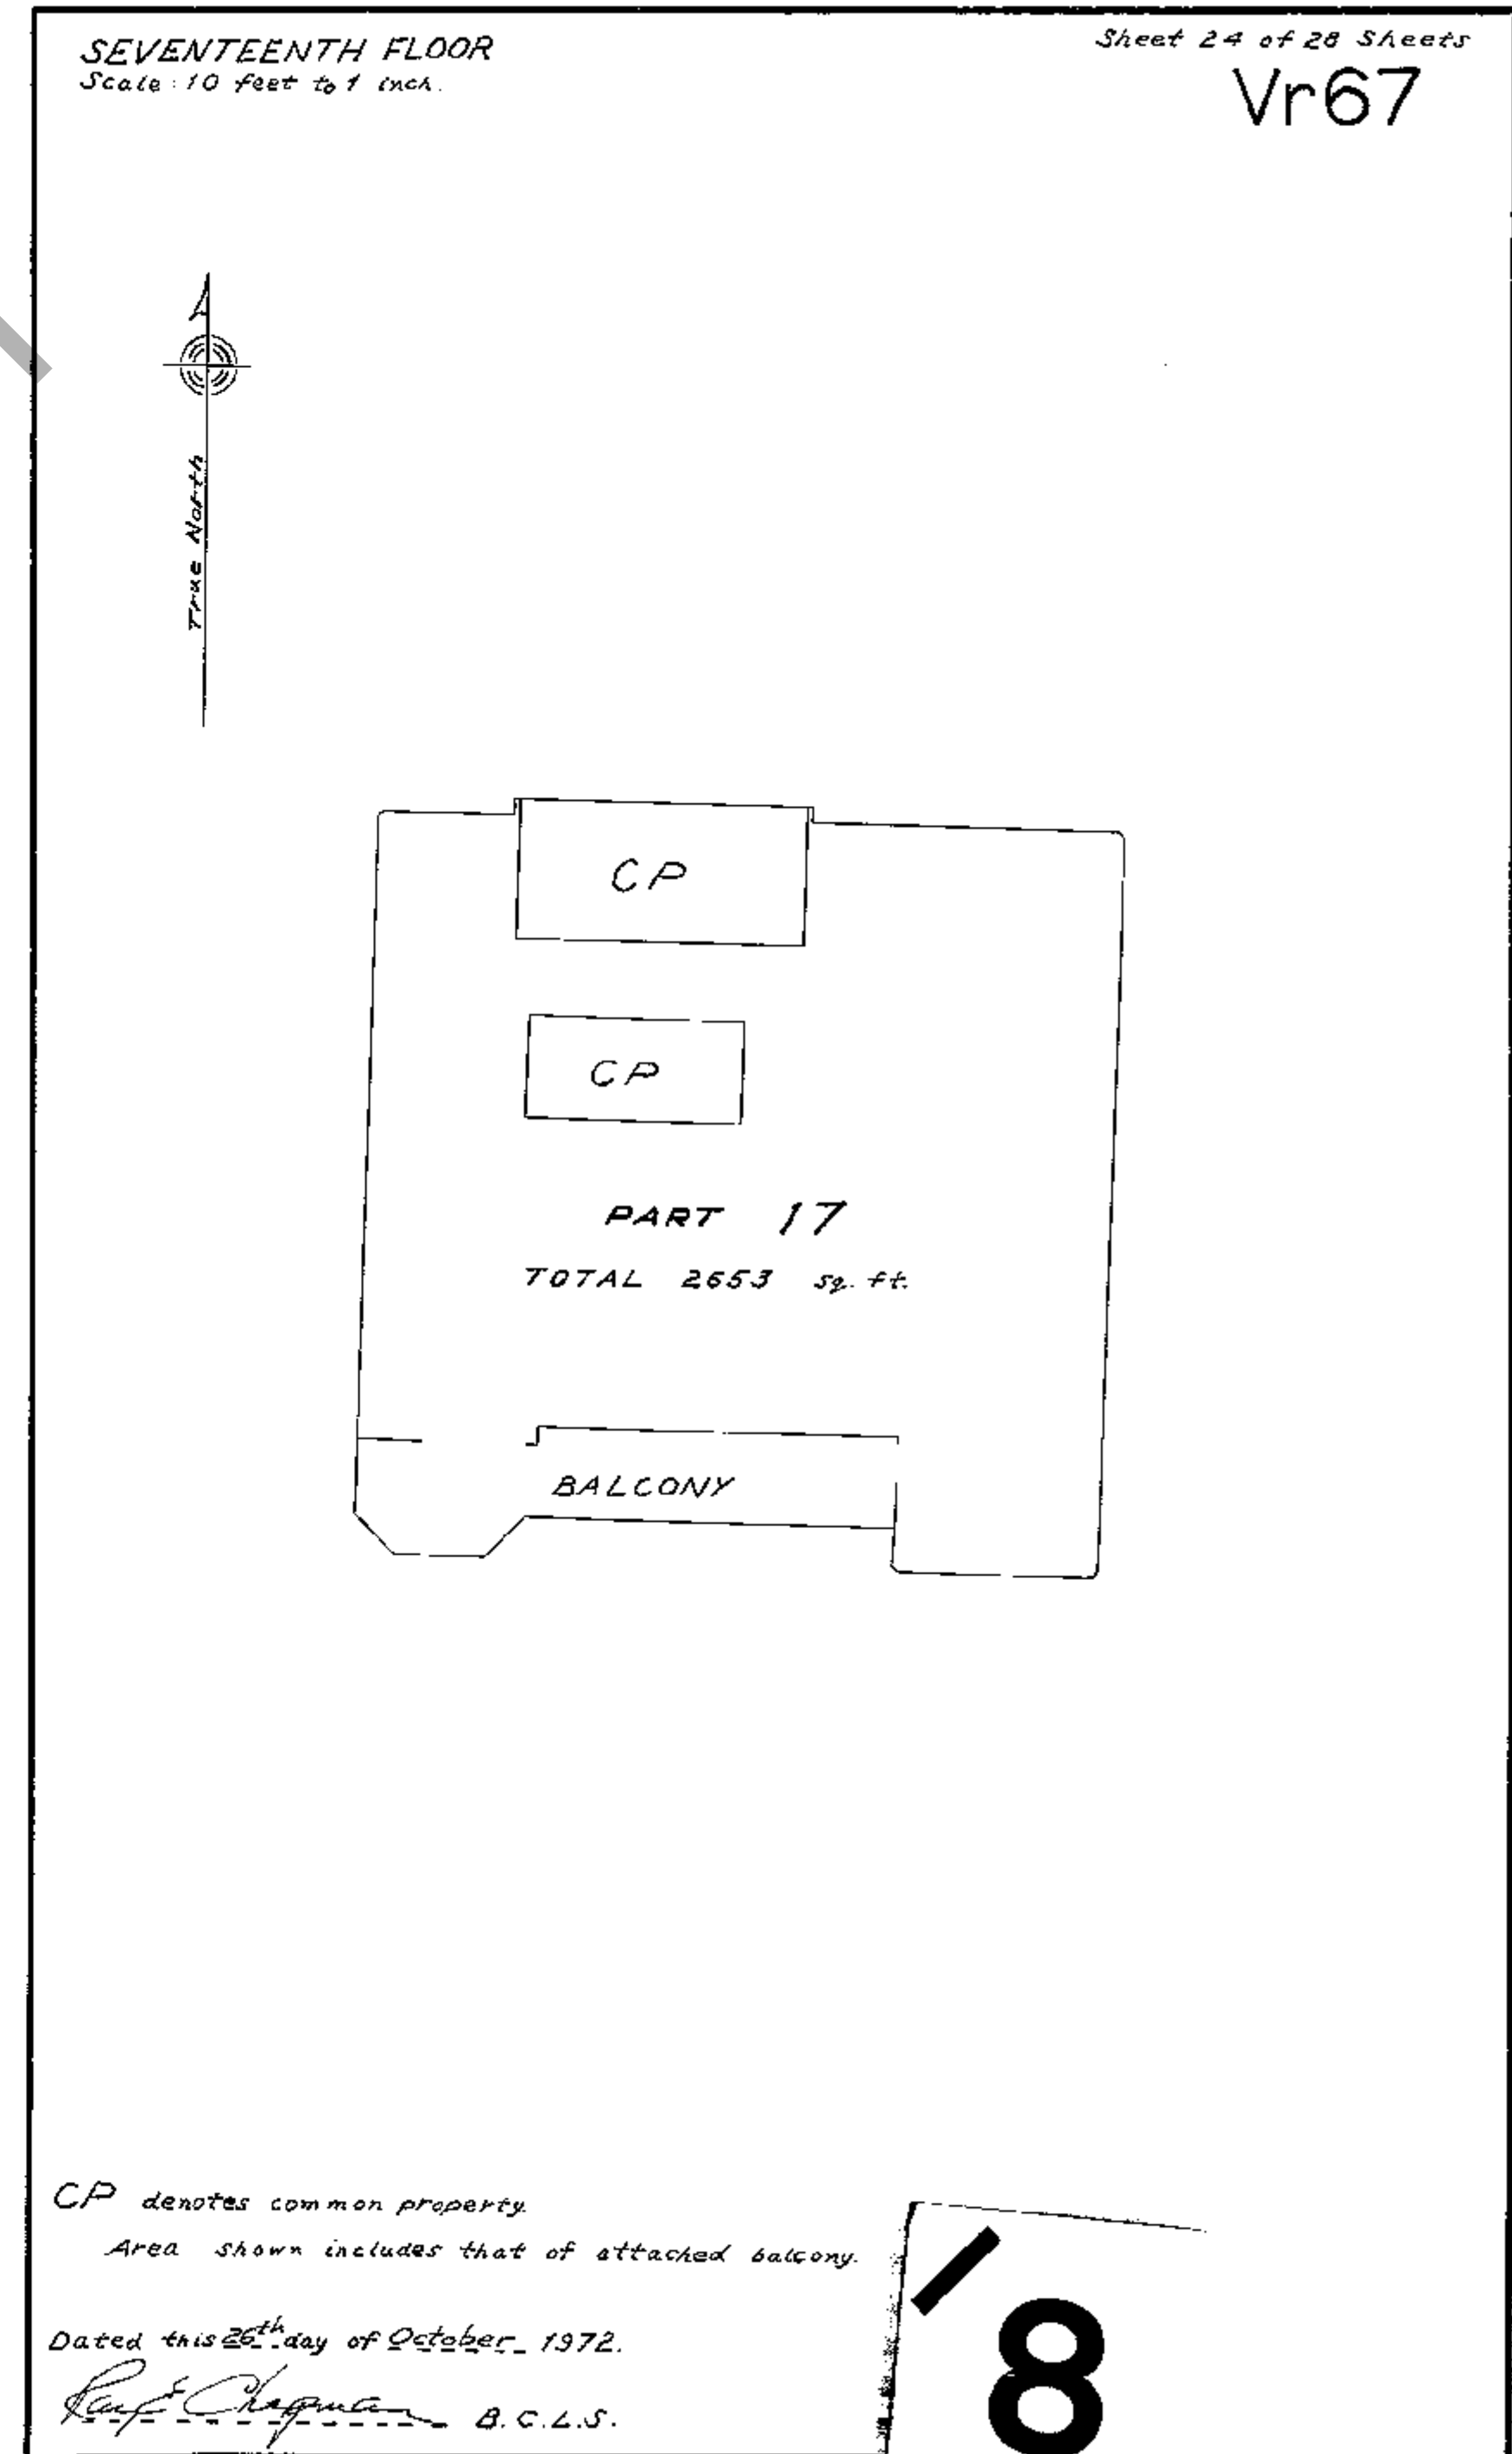 SEVENTEENTH FLOOR
Scale: 10 feet to 1 inch.
Sheet 24 of 28 Sheets
Vr67
True North
CP
CP
PART 17
TOTAL 2653 sq. ft.
BALCONY
CP denotes common property.
Area shown includes that of attached balcony.
Dated this 26th day of October 1972.
Chapman B.C.L.S.
8